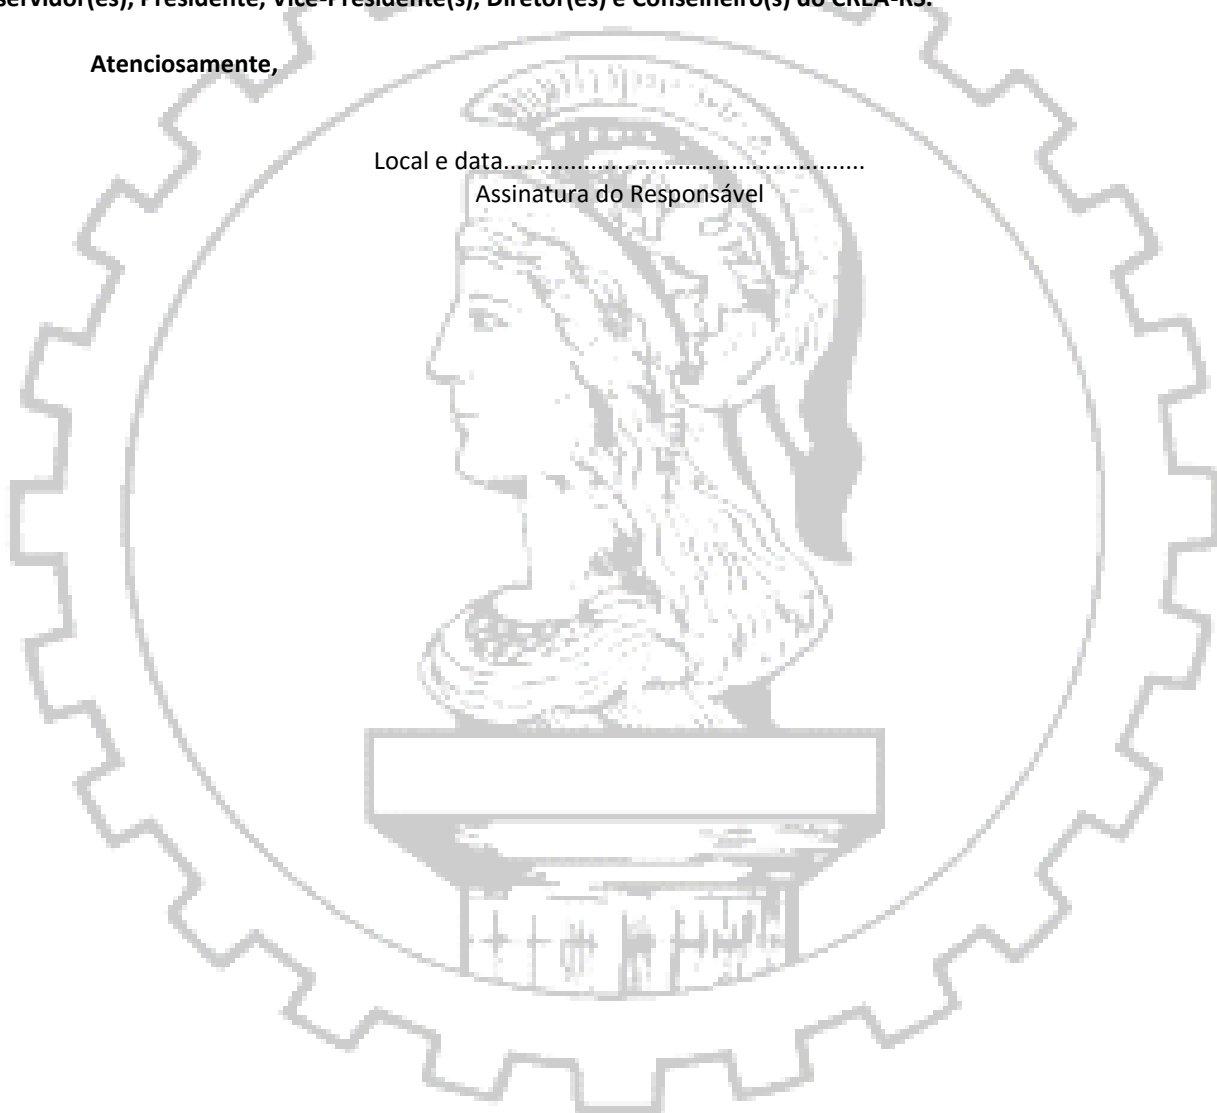 servidor(es), Presidente, Vice-Presidente(s), Diretor(es) e Conselheiro(s) do CREA-RS.
Atenciosamente,
Local e data......................................................
Assinatura do Responsável